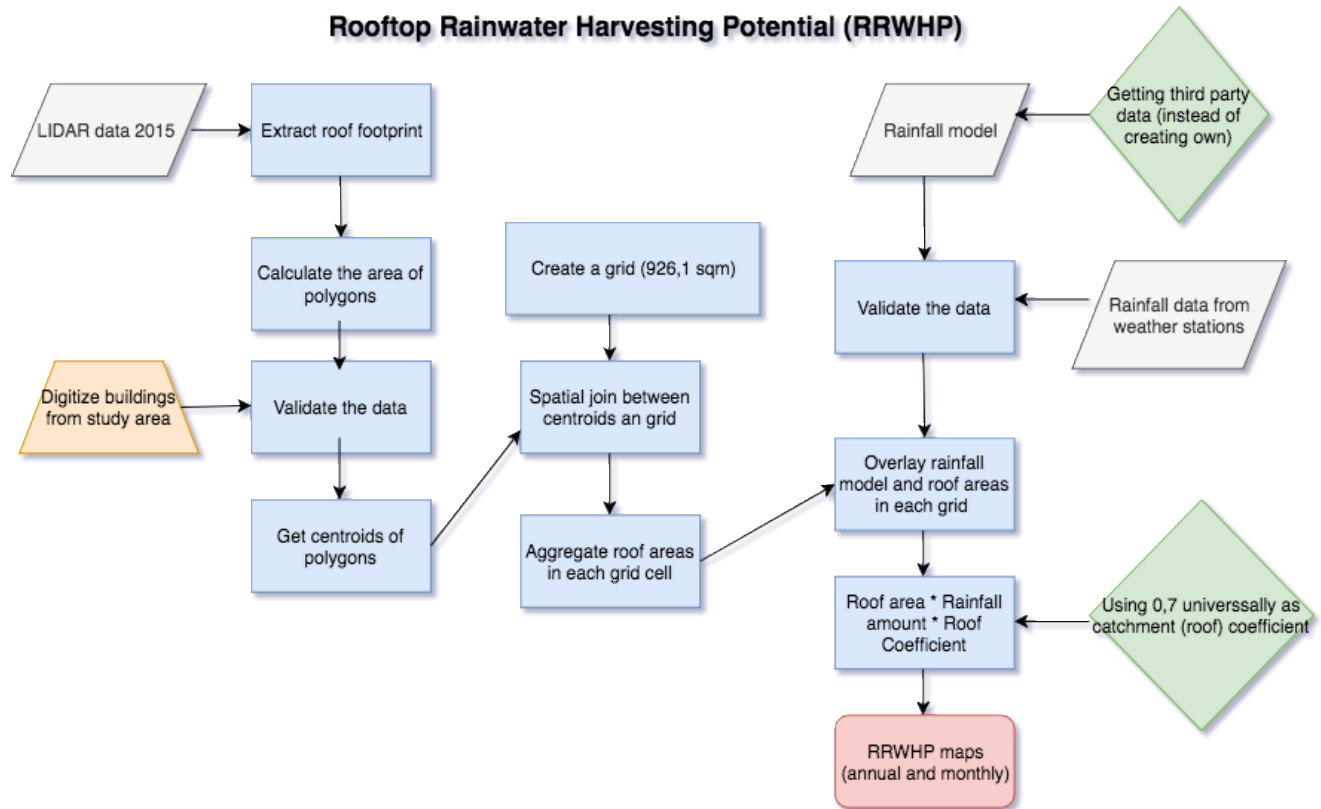 Rooftop Rainwater Harvesting Potential (RRWHP)
LIDAR data 2015
Extract roof footprint
Calculate the area of
polygons
Digitize buildings
from study area
Validate the data
Get centroids of
polygons
Create a grid (926,1 sqm)
Spatial join between
centroids an grid
Aggregate roof areas
in each grid cell
Rainfall model
Getting third party
data (instead of
creating own)
Validate the data
Rainfall data from
weather stations
Overlay rainfall
model and roof areas
in each grid
Roof area * Rainfall
amount * Roof
Coefficient
Using 0,7 universsally as
catchment (roof) coefficient
RRWHP maps
(annual and monthly)